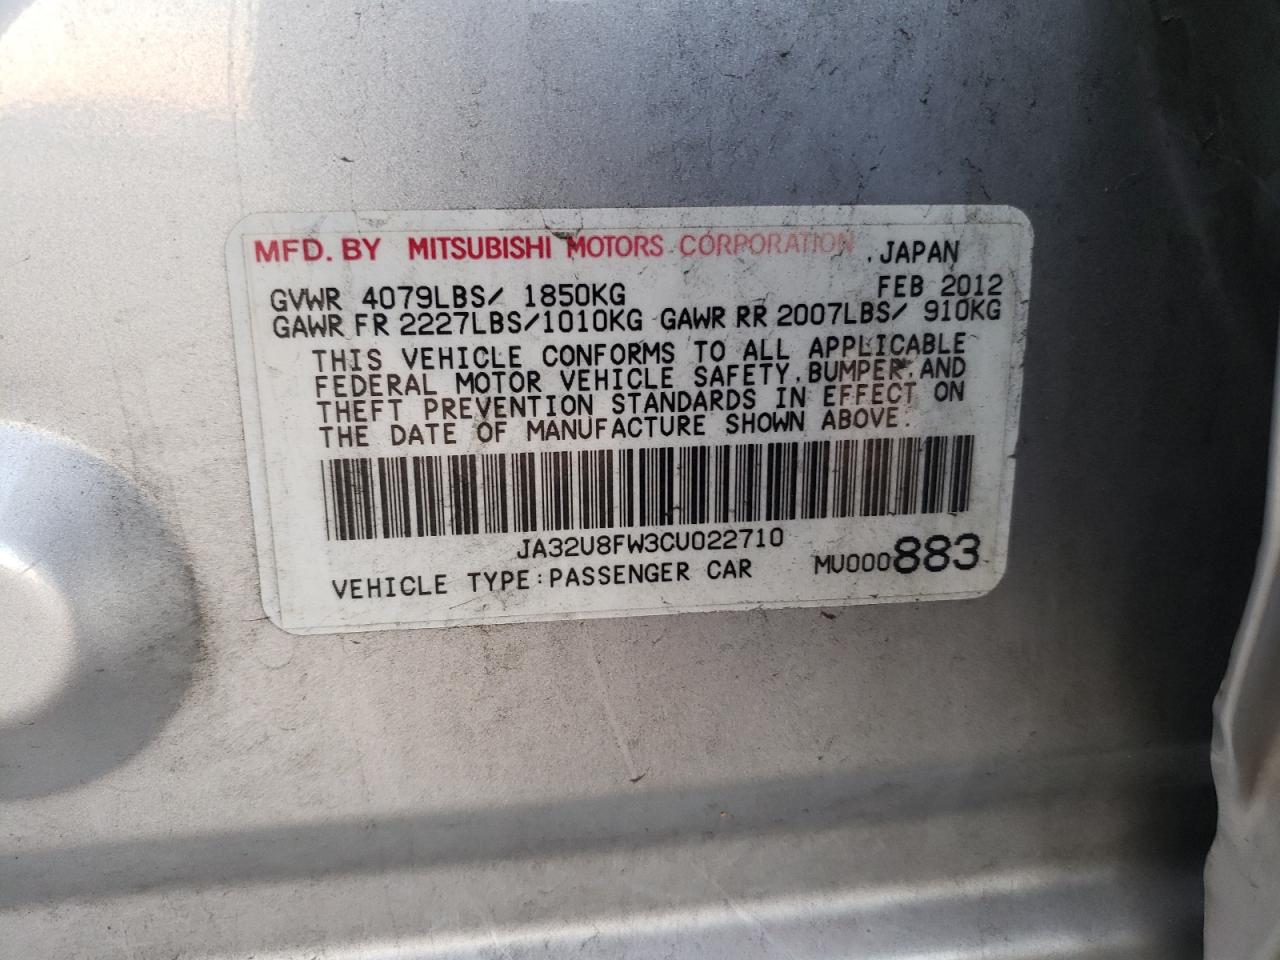 MFD. BY MITSUBISHI MOTORS CORPORATION , JAPAN
GVWR 4079LBS/ 1850KG FEB 2012
GAWR FR 2227LBS/1010KG GAWR RR 2007LBS/ 910KG
THIS VEHICLE CONFORMS TO ALL APPLICABLE
FEDERAL MOTOR VEHICLE SAFETY, BUMPER, AND
THEFT PREVENTION STANDARDS IN EFFECT ON
THE DATE OF MANUFACTURE SHOWN ABOVE.
JA32U8FW3CU022710
VEHICLE TYPE:PASSENGER CAR MU000883